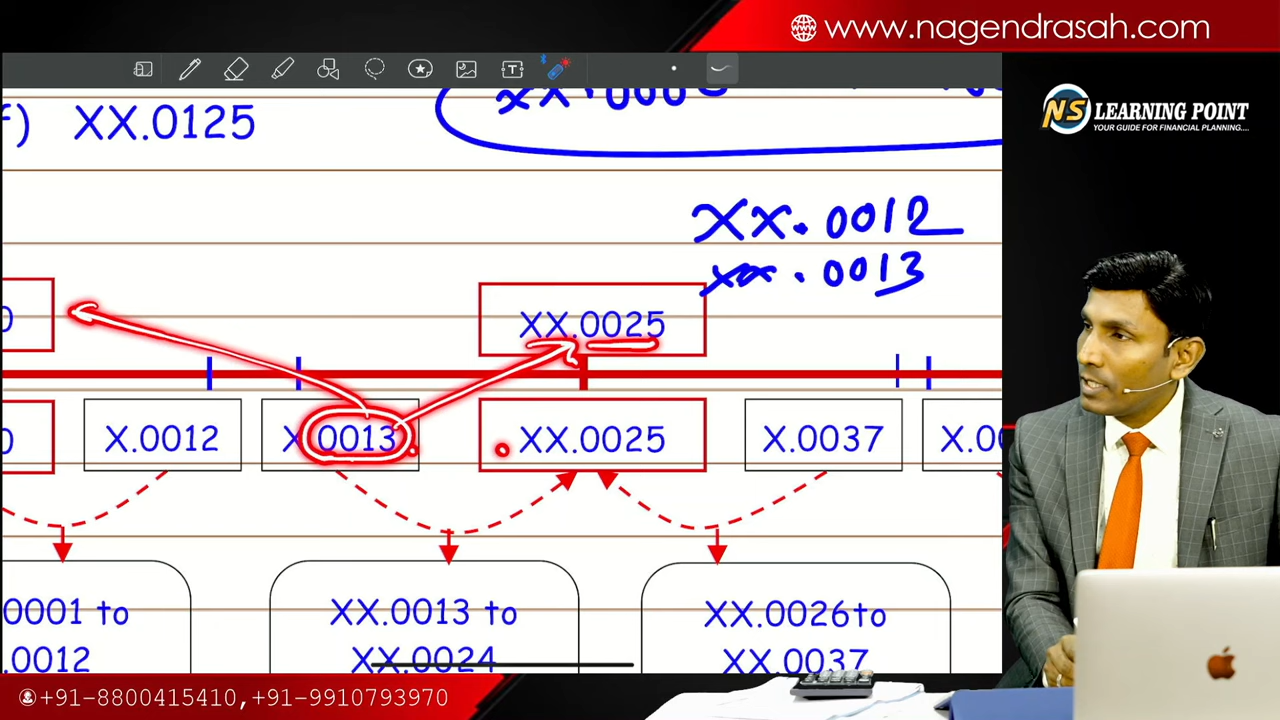 www.nagendrasah.com
NS LEARNING POINT
YOUR GUIDE FOR FINANCIAL PLANNING....
f) XX.0125
XX.0012
XX.0013
XX.0025
X.0012
X.0013
XX.0025
X.0037
X.00
0001 to
.0012
XX.0013 to
XX.0024
XX.0026to
XX.0037
+91-8800415410,+91-9910793970